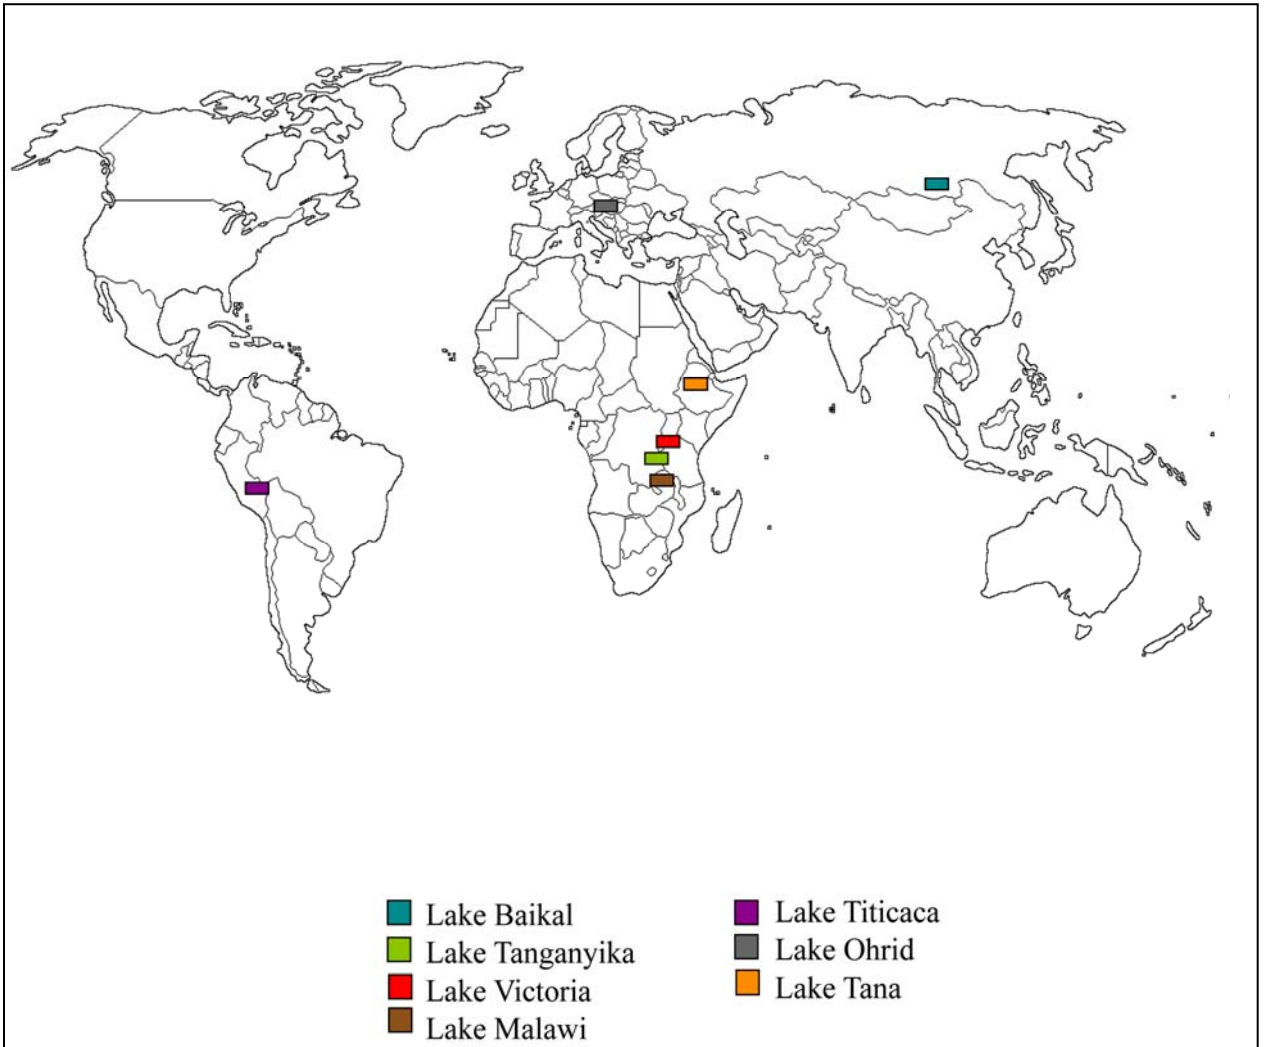 Lake Baikal
Lake Tanganyika
Lake Victoria
Lake Malawi
Lake Titicaca
Lake Ohrid
Lake Tana